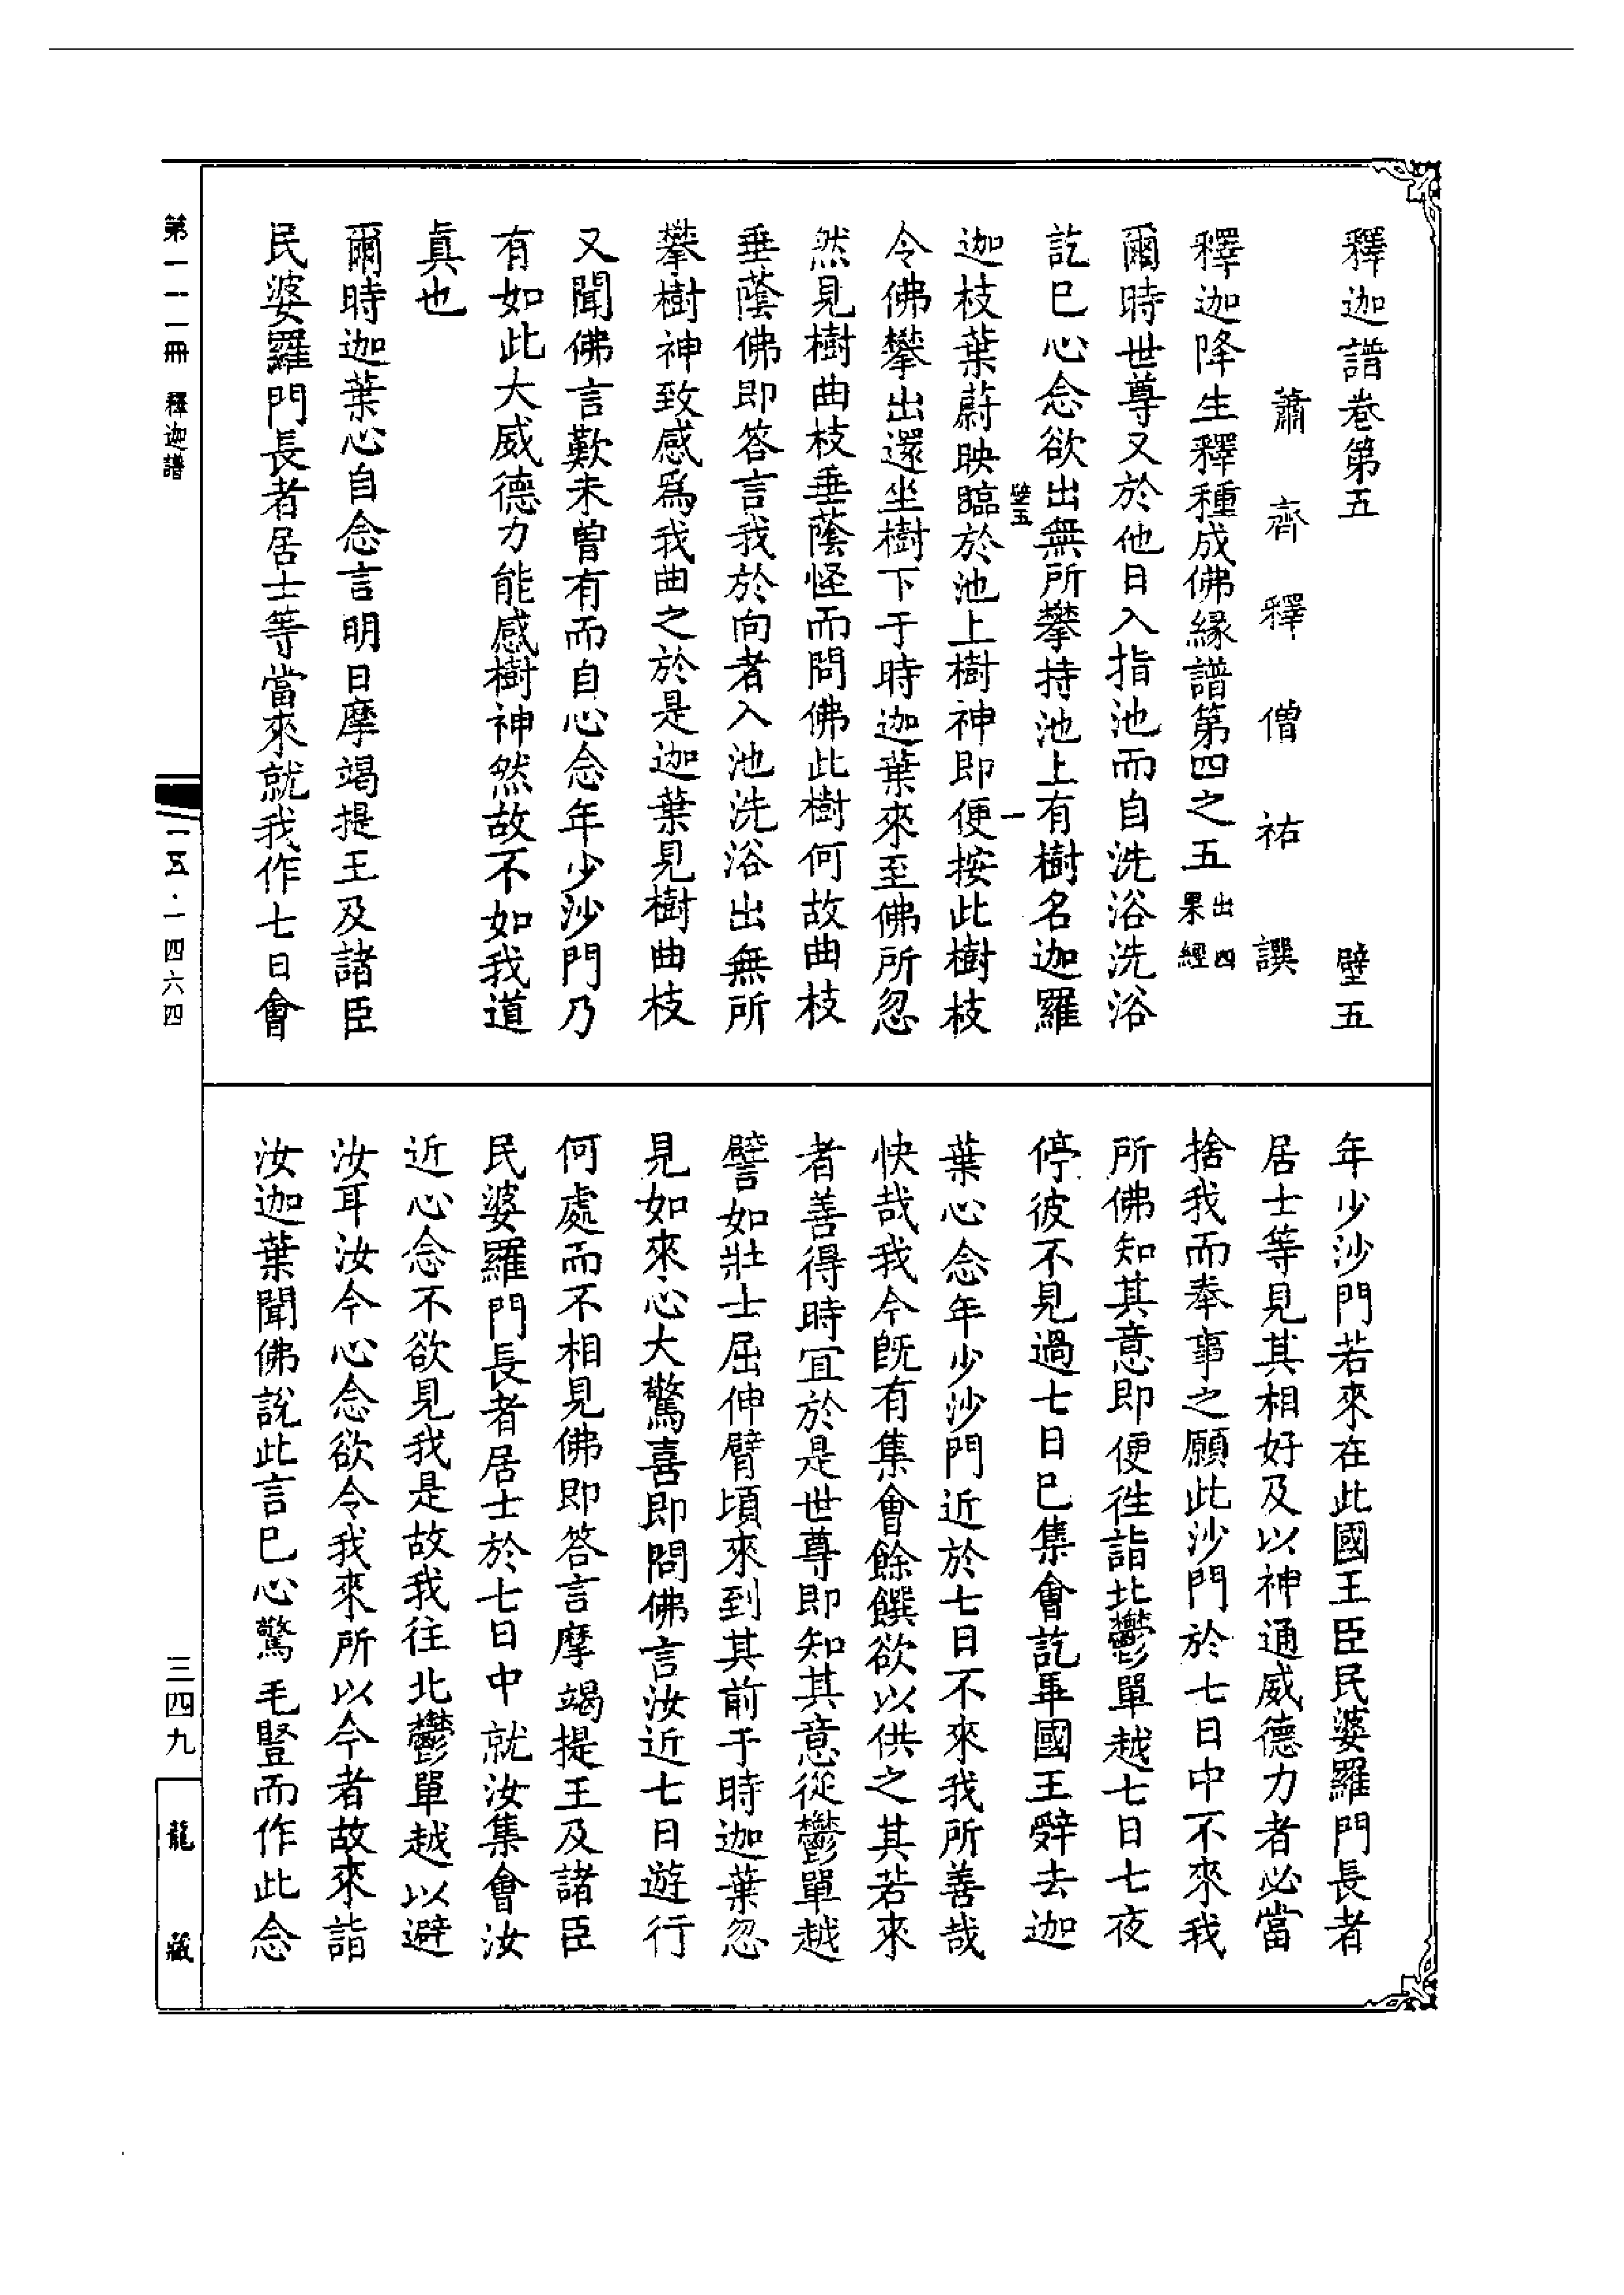 釋迦譜卷第五　璧五
蕭齊釋僧祐譔
釋迦降生釋種成佛緣譜第四之五 出四果經
爾時世尊又於他日入指池而自洗浴洗浴
訖已心念欲出無所攀持池上有樹名迦羅
璧五　一
迦枝葉蔚映臨於池上樹神即便按此樹枝
令佛攀出還坐樹下于時迦葉來至佛所忽
然見樹曲枝垂蔭怪而問佛此樹何故曲枝
垂蔭佛即答言我於向者入池洗浴出無所
攀樹神致感為我曲之於是迦葉見樹曲枝
又聞佛言歎未曾有而自心念年少沙門乃
有如此大威德力能感樹神然故不如我道
真也
爾時迦葉心自念言明日摩竭提王及諸臣
民婆羅門長者居士等當來就我作七日會
年少沙門若來在此國王臣民婆羅門長者
居士等見其相好及以神通威德力者必當
捨我而奉事之願此沙門於七日中不來我
所佛知其意即便往詣北鬱單越七日七夜
停彼不見過七日已集會訖畢國王辭去迦
葉心念年少沙門近於七日不來我所善哉
快哉我今既有集會餘饌欲以供之其若來
者善得時宜於是世尊即知其意從鬱單越
譬如壯士屈伸臂頃來到其前于時迦葉忽
見如來心大驚喜即問佛言汝近七日遊行
何處而不相見佛即答言摩竭提王及諸臣
民婆羅門長者居士於七日中就汝集會汝
近心念不欲見我是故我往北鬱單越以避
汝耳汝今心念欲令我來所以今者故來詣
汝迦葉聞佛說此言已心驚毛豎而作此念
第一一一冊　釋迦譜
一五·一四六四
三四九
龍藏